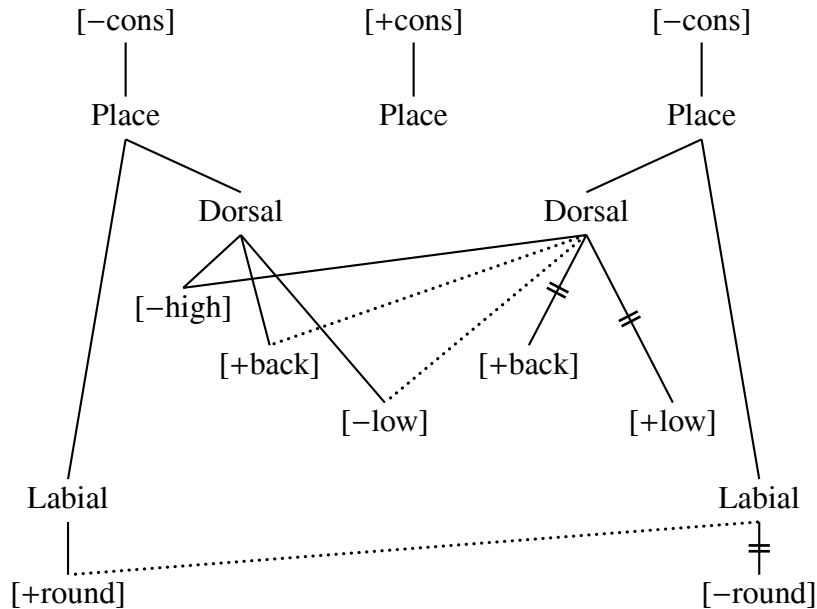 [−cons] [+cons] [−cons]
Place Place Place
Dorsal Dorsal
[−high]
[+back] [+back]
[−low] [+low]
Labial Labial
[+round] [−round]